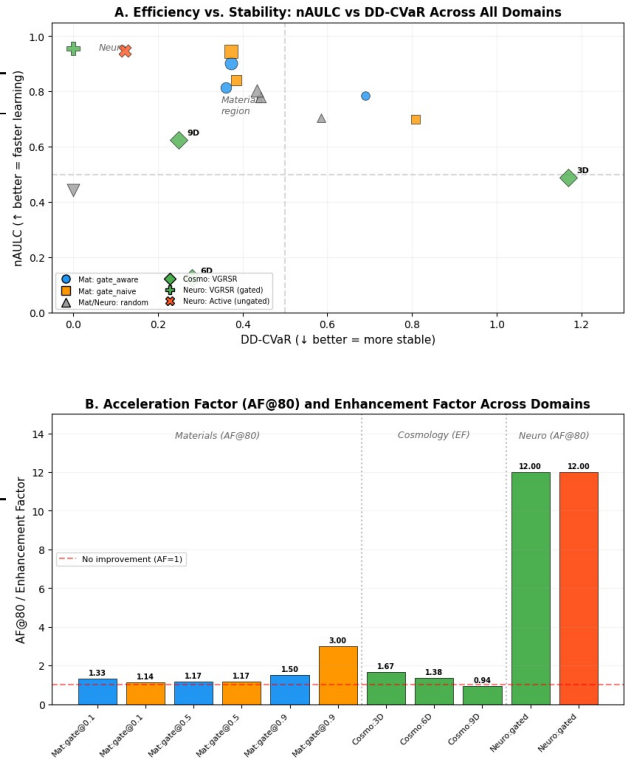 A. Efficiency vs. Stability: nAULC vs DD-CVaR Across All Domains
nAULC (↑ better = faster learning)
1.0
0.8
0.6
0.4
0.2
0.0
Materials
region
9D
3D
6D
Mat: gate_aware
Mat: gate_naive
Mat/Neuro: random
Cosmo: VGRSR
Neuro: VGRSR (gated)
Neuro: Active (ungated)
0.0 0.2 0.4 0.6 0.8 1.0 1.2
DD-CVaR (↓ better = more stable)
B. Acceleration Factor (AF@80) and Enhancement Factor Across Domains
AF@80 / Enhancement Factor
14
12
10
8
6
4
2
0
Materials (AF@80) Cosmology (EF) Neuro (AF@80)
No improvement (AF=1)
1.33 1.14 1.17 1.17 1.50 3.00 1.67 1.38 0.94 12.00 12.00
Mat:gate@0.1 Mat:gate@0.1 Mat:gate@0.5 Mat:gate@0.5 Mat:gate@0.9 Mat:gate@0.9 Cosmo:3D Cosmo:6D Cosmo:9D Neuro:gated Neuro:gated